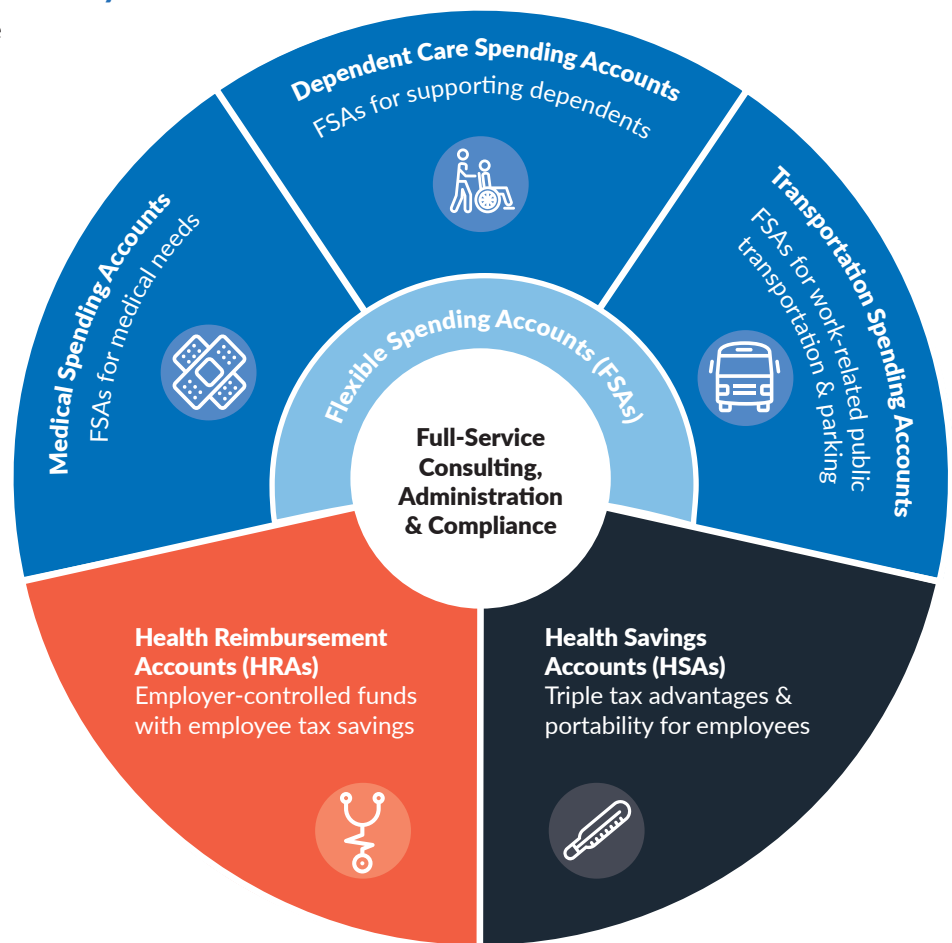 Dependent Care Spending Accounts
FSAs for supporting dependents
Medical Spending Accounts
FSAs for medical needs
Transportation Spending Accounts
FSAs for work-related public
transportation & parking
Flexible Spending Accounts (FSAs)
Full-Service
Consulting,
Administration
& Compliance
Health Reimbursement
Accounts (HRAs)
Employer-controlled funds
with employee tax savings
Health Savings
Accounts (HSAs)
Triple tax advantages &
portability for employees